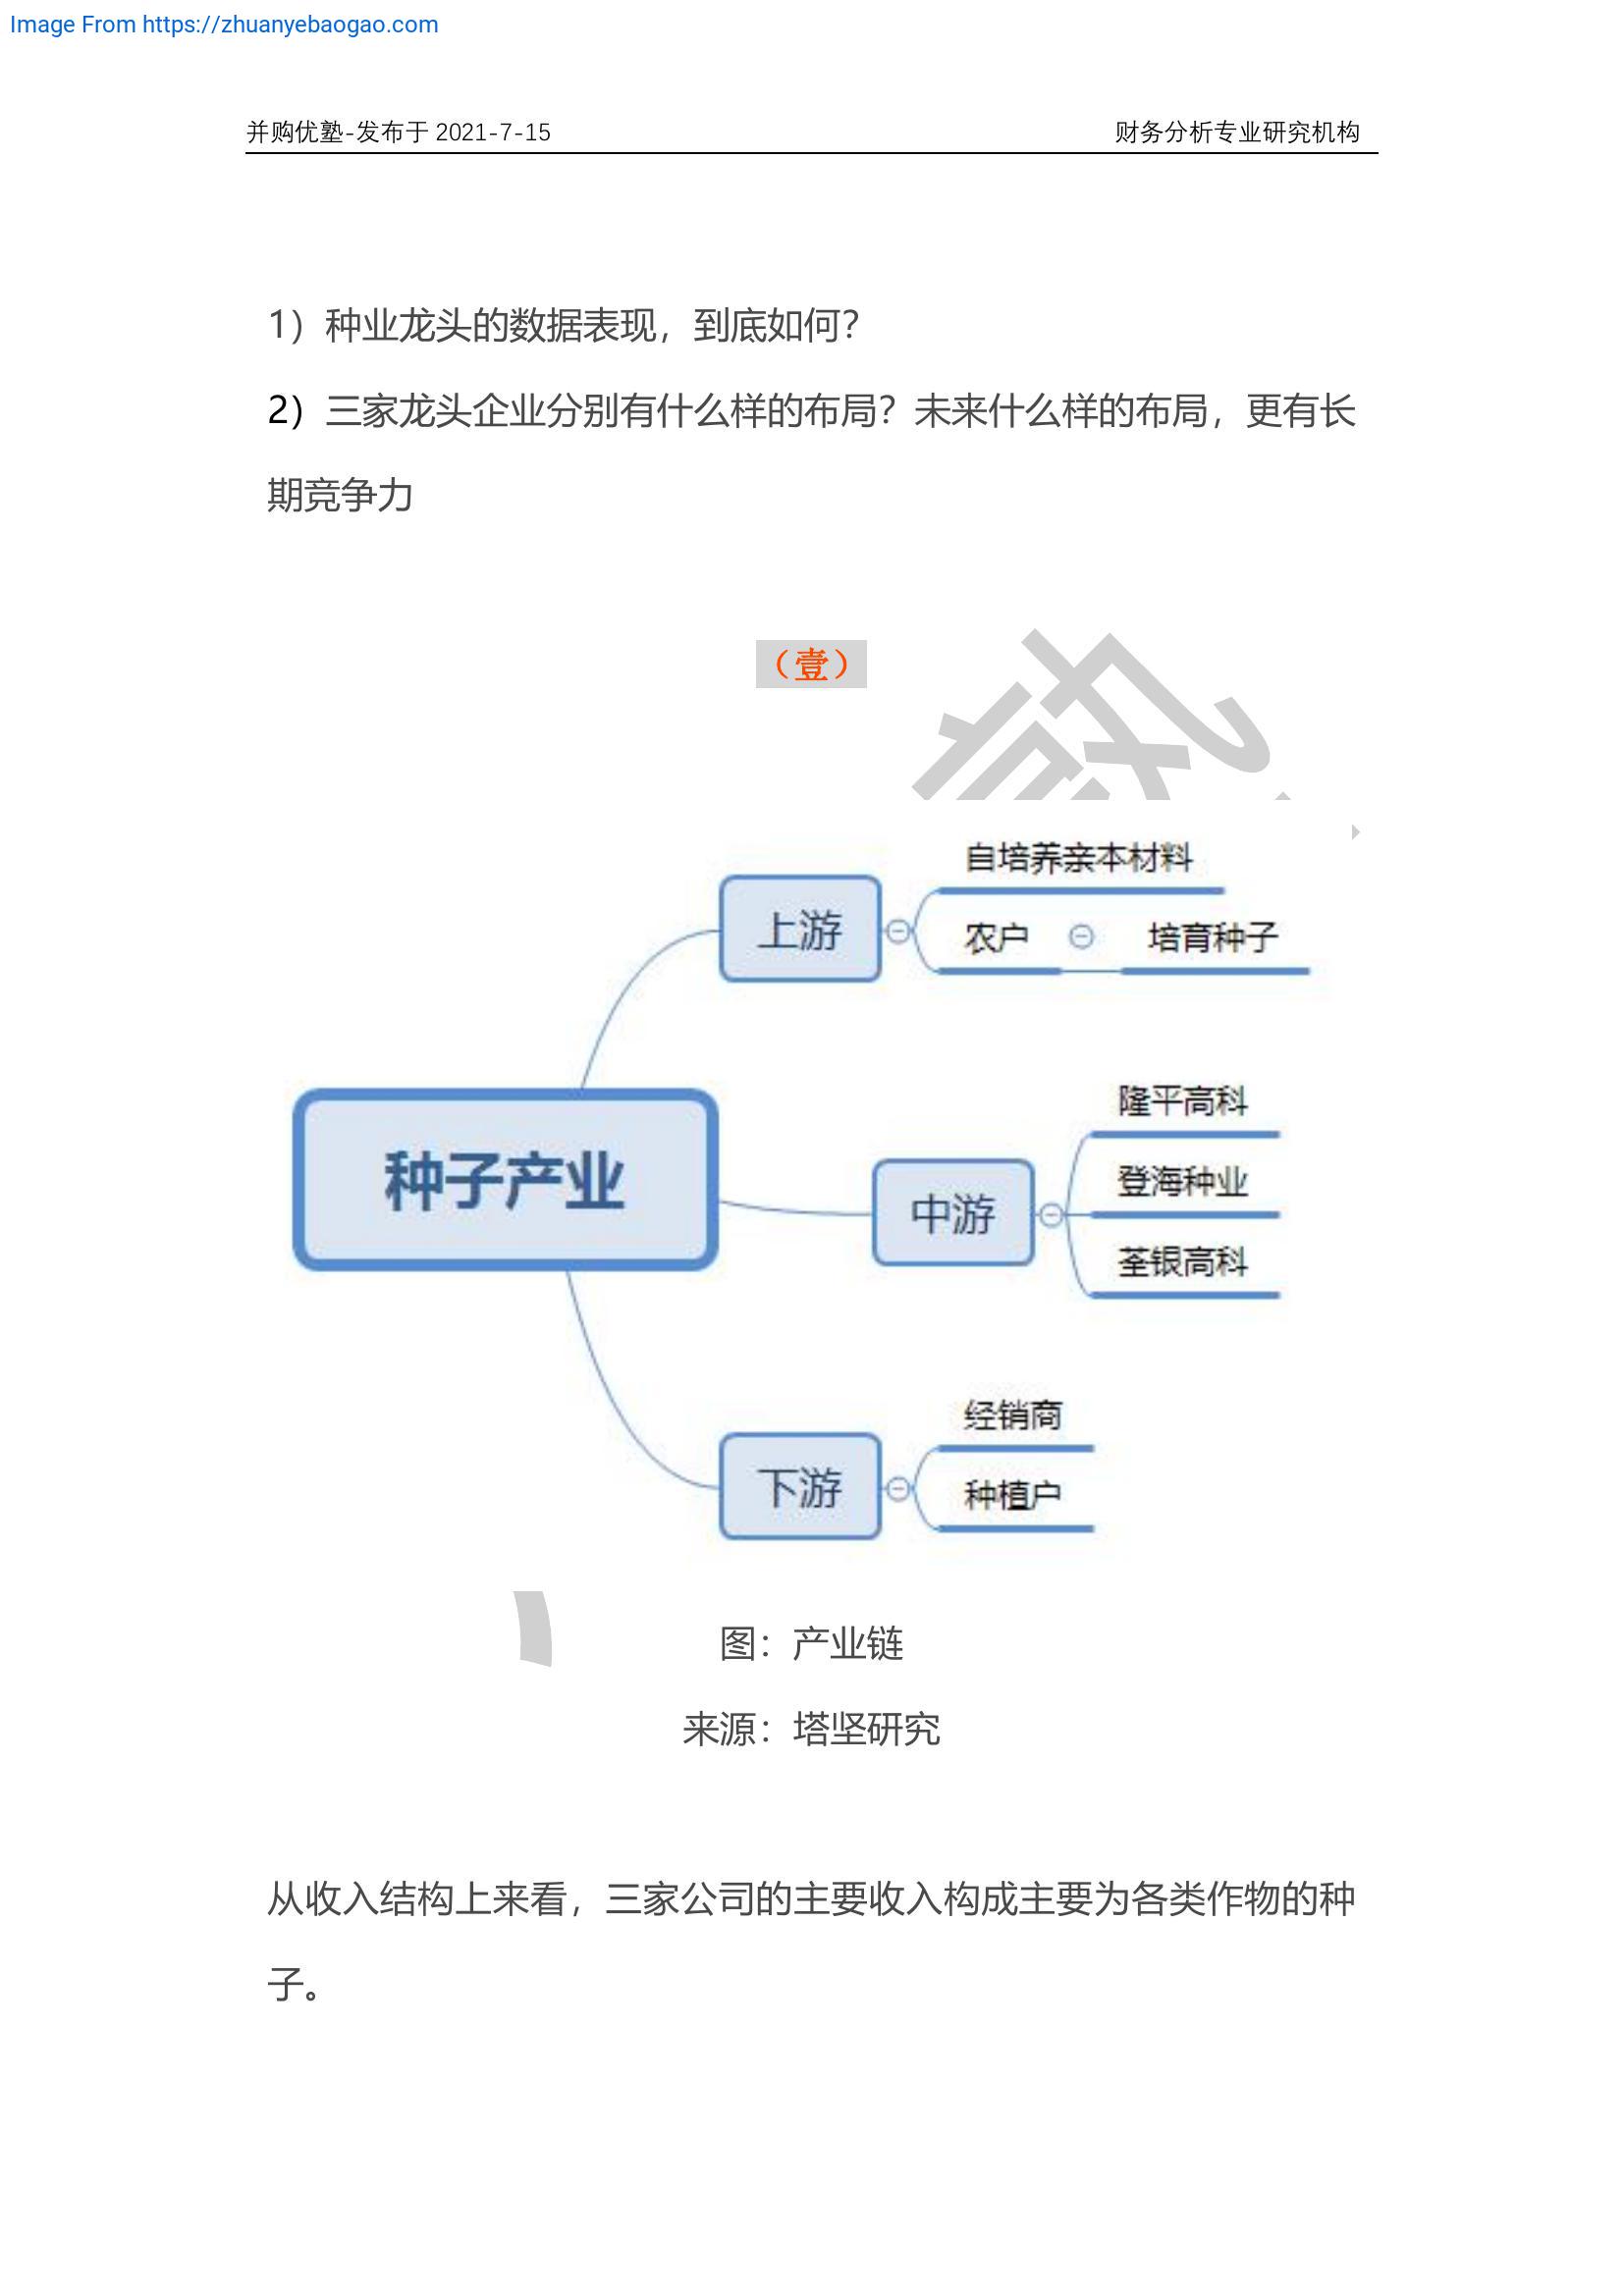 Image From https://zhuanyebaogao.com
并购优塾-发布于 2021-7-15 财务分析专业研究机构
1）种业龙头的数据表现，到底如何？
2）三家龙头企业分别有什么样的布局？未来什么样的布局，更有长
期竞争力
（壹）
自培养亲本材料
上游
农户 培育种子
隆平高科
种子产业
登海种业
中游
荃银高科
经销商
下游
种植户
图：产业链
来源：塔坚研究
从收入结构上来看，三家公司的主要收入构成主要为各类作物的种
子。